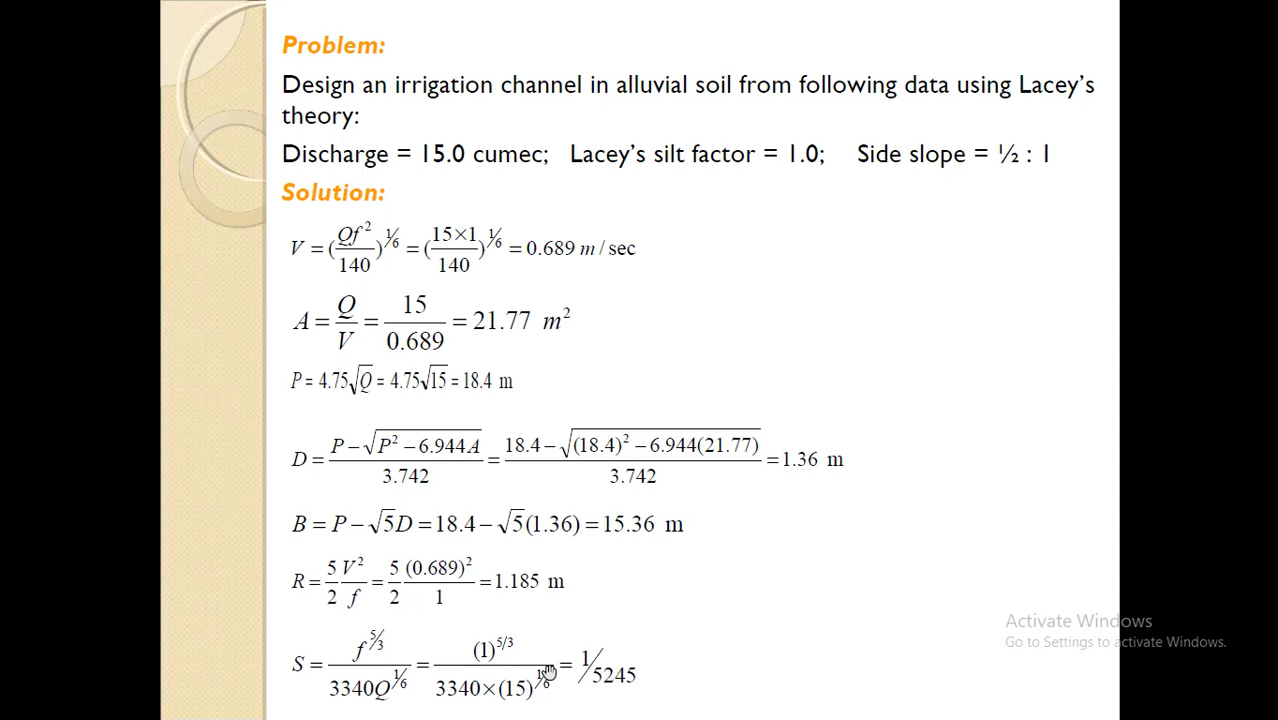 Problem:
Design an irrigation channel in alluvial soil from following data using Lacey's
theory:
Discharge = 15.0 cumec; Lacey's silt factor = 1.0; Side slope = ½ : 1
Solution:
V = (Qf²/140)^1/6 = (15×1/140)^1/6 = 0.689 m/sec
A = Q/V = 15/0.689 = 21.77 m²
P = 4.75√Q = 4.75√15 = 18.4 m
D = (P − √(P² − 6.944A))/3.742 = (18.4 − √((18.4)² − 6.944(21.77)))/3.742 = 1.36 m
B = P − √5D = 18.4 − √5(1.36) = 15.36 m
R = 5/2 V²/f = 5/2 (0.689)²/1 = 1.185 m
S = f^5/3/3340Q^1/6 = (1)^5/3/3340×(15)^1/6 = 1/5245
Activate Windows
Go to Settings to activate Windows.